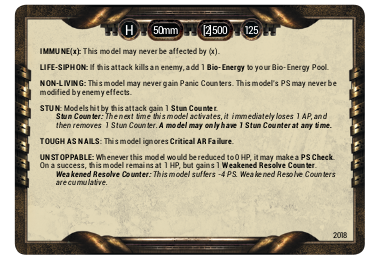 H 50mm [2]500 125
IMMUNE(x): This model may never be affected by (x).
LIFE-SIPHON: If this attack kills an enemy, add 1 Bio-Energy to your Bio-Energy Pool.
NON-LIVING: This model may never gain Panic Counters. This model's PS may never be
modified by enemy effects.
STUN: Models hit by this attack gain 1 Stun Counter.
Stun Counter: The next time this model activates, it immediately loses 1 AP, and
then removes 1 Stun Counter. A model may only have 1 Stun Counter at any time.
TOUGH AS NAILS: This model ignores Critical AR Failure.
UNSTOPPABLE: Whenever this model would be reduced to 0 HP, it may make a PS Check.
On a success, this model remains at 1 HP, but gains 1 Weakened Resolve Counter.
Weakened Resolve Counter: This model suffers -4 PS. Weakened Resolve Counters
are cumulative.
2018